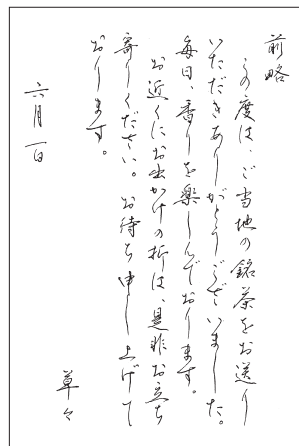 前略
この度は、ご当地の銘茶をお送り
いただきありがとうございました。
毎日、香りを楽しんでおります。
お近くにお出かけの折は、是非お立ち
寄りください。お待ち申し上げて
おります。
草々
六月一日